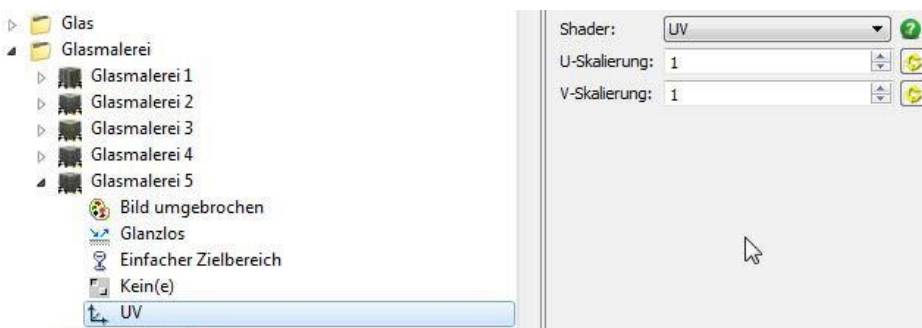 Glas
Glasmalerei
Glasmalerei 1
Glasmalerei 2
Glasmalerei 3
Glasmalerei 4
Glasmalerei 5
Bild umgebrochen
Glanzlos
Einfacher Zielbereich
Kein(e)
UV
Shader: UV
U-Skalierung: 1
V-Skalierung: 1